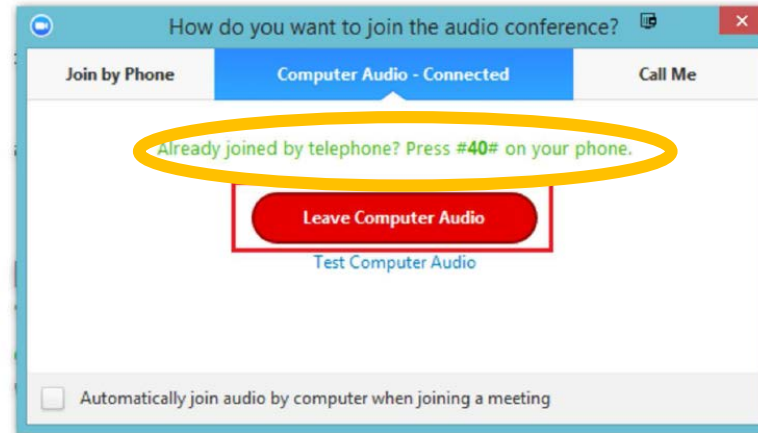 How do you want to join the audio conference?
Join by Phone
Computer Audio - Connected
Call Me
Already joined by telephone? Press #40# on your phone.
Leave Computer Audio
Test Computer Audio
Automatically join audio by computer when joining a meeting